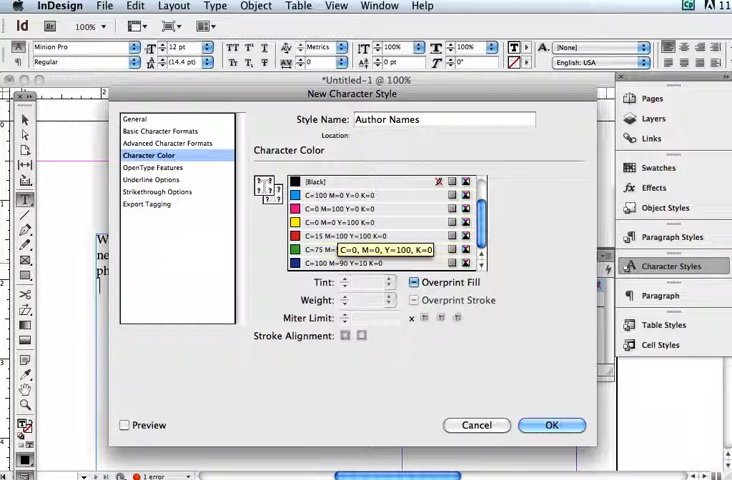 InDesign File Edit Layout Type Object Table View Window Help
Id Br 100%
A Minion Pro 12 pt Metrics 100% 100% T A. [None]
Regular (14.4 pt) 0 0 pt 0° English: USA
*Untitled-1 @ 100%
New Character Style
General
Basic Character Formats
Advanced Character Formats
Character Color
OpenType Features
Underline Options
Strikethrough Options
Export Tagging
Style Name: Author Names
Location:
Character Color
[Black]
C=100 M=0 Y=0 K=0
C=0 M=100 Y=0 K=0
C=0 M=0 Y=100 K=0
C=15 M=100 Y=100 K=0
C=75 M=
C=0, M=0, Y=100, K=0
C=100 M=90 Y=10 K=0
Tint: Overprint Fill
Weight: Overprint Stroke
Miter Limit: x
Stroke Alignment:
Preview
Cancel OK
Pages
Layers
Links
Swatches
Effects
Object Styles
Paragraph Styles
Character Styles
Paragraph
Table Styles
Cell Styles
W
ne
ph
1 error